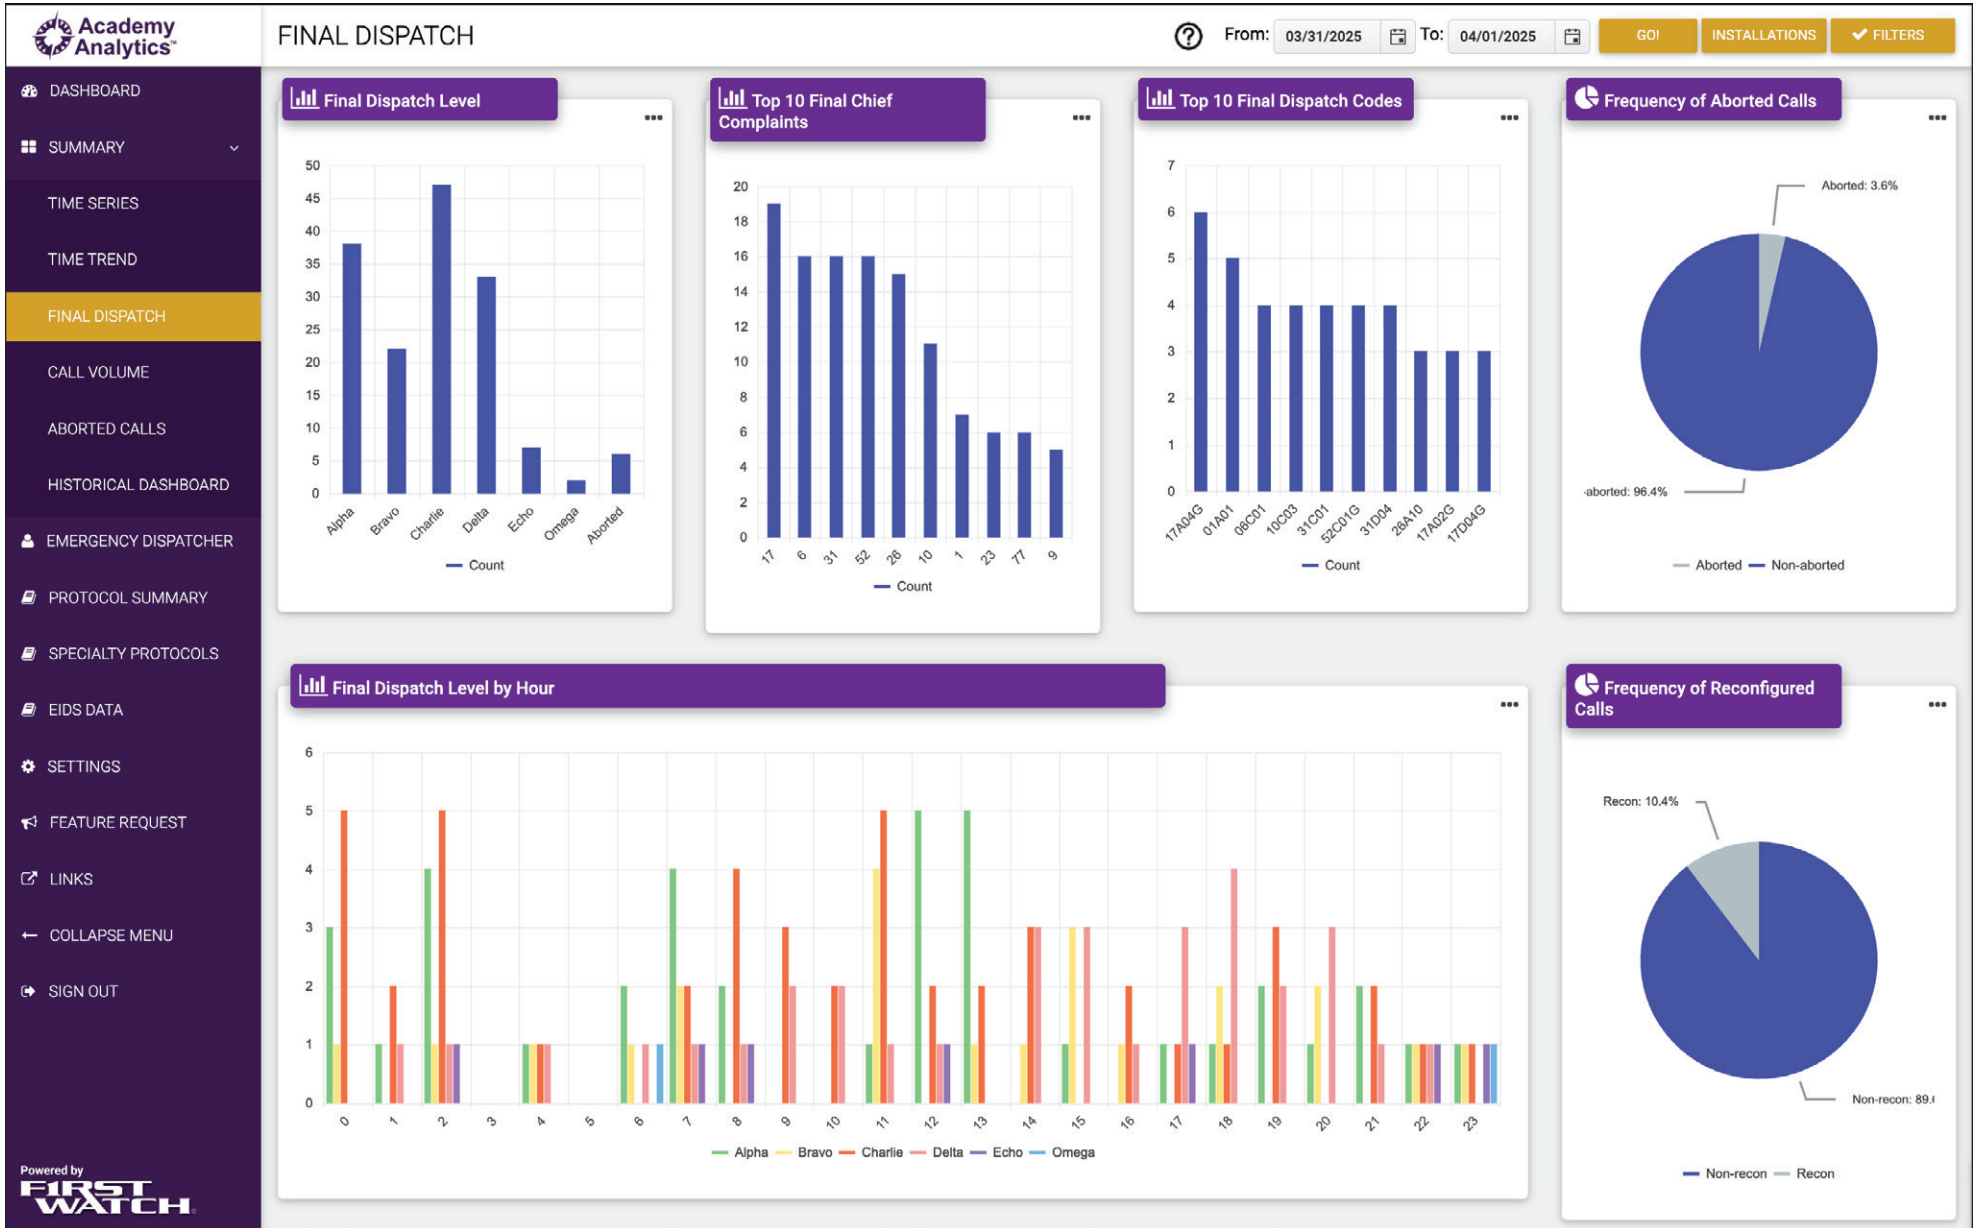 Academy
Analytics™
DASHBOARD
SUMMARY
TIME SERIES
TIME TREND
FINAL DISPATCH
CALL VOLUME
ABORTED CALLS
HISTORICAL DASHBOARD
EMERGENCY DISPATCHER
PROTOCOL SUMMARY
SPECIALTY PROTOCOLS
EIDS DATA
SETTINGS
FEATURE REQUEST
LINKS
COLLAPSE MENU
SIGN OUT
Powered by
FIRST
WATCH
FINAL DISPATCH
From: 03/31/2025 To: 04/01/2025 GO! INSTALLATIONS FILTERS
Final Dispatch Level
50
45
40
35
30
25
20
15
10
5
0
Alpha Bravo Charlie Delta Echo Omega Aborted
Count
Top 10 Final Chief
Complaints
20
18
16
14
12
10
8
6
4
2
0
17 6 31 52 26 10 1 23 77 9
Count
Top 10 Final Dispatch Codes
7
6
5
4
3
2
1
0
17A04G 01A01 06C01 10C03 31C01 52C01G 31D04 26A10 17A02G 17D04G
Count
Frequency of Aborted Calls
Aborted: 3.6%
-aborted: 96.4%
Aborted Non-aborted
Final Dispatch Level by Hour
6
5
4
3
2
1
0
0 1 2 3 4 5 6 7 8 9 10 11 12 13 14 15 16 17 18 19 20 21 22 23
Alpha Bravo Charlie Delta Echo Omega
Frequency of Reconfigured
Calls
Recon: 10.4%
Non-recon: 89.
Non-recon Recon